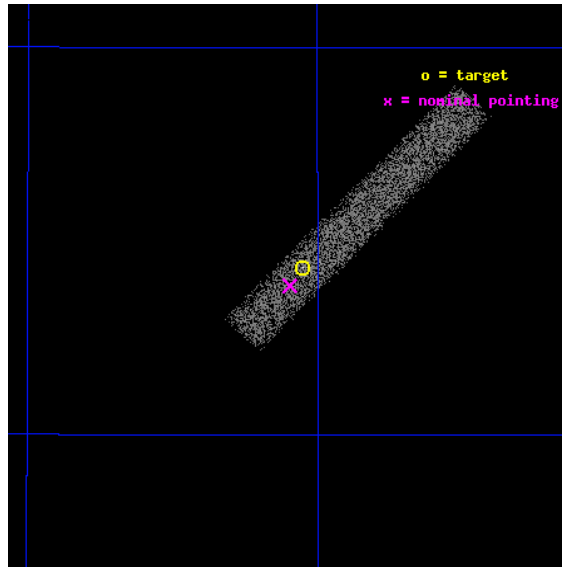 o = target
x = nominal pointing